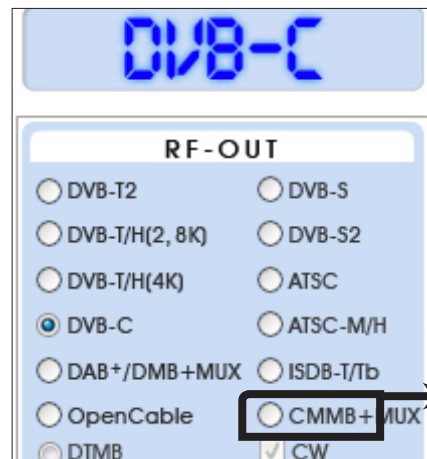 DVB-C
RF-OUT
DVB-T2 DVB-S
DVB-T/H(2, 8K) DVB-S2
DVB-T/H(4K) ATSC
DVB-C ATSC-M/H
DAB+/DMB+MUX ISDB-T/Tb
OpenCable CMMB+MUX
DTMB CW